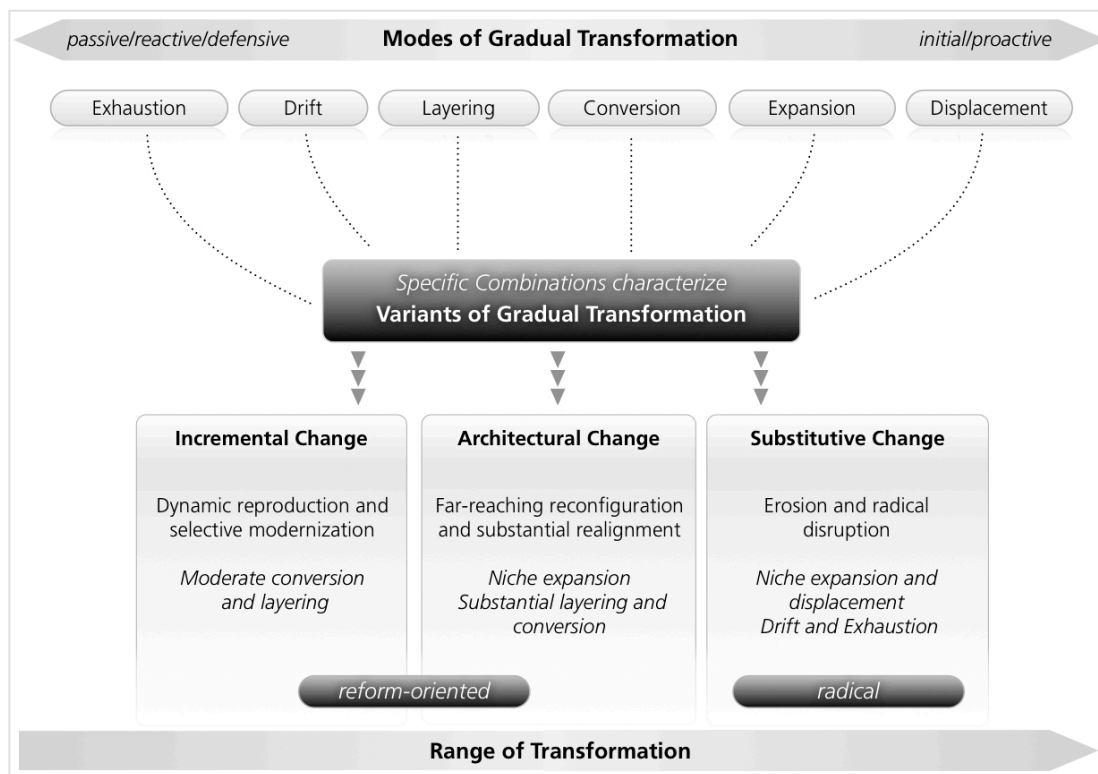 passive/reactive/defensive Modes of Gradual Transformation initial/proactive
Exhaustion Drift Layering Conversion Expansion Displacement
Specific Combinations characterize
Variants of Gradual Transformation
Incremental Change
Dynamic reproduction and
selective modernization
Moderate conversion
and layering
Architectural Change
Far-reaching reconfiguration
and substantial realignment
Niche expansion
Substantial layering and
conversion
Substitutive Change
Erosion and radical
disruption
Niche expansion and
displacement
Drift and Exhaustion
reform-oriented
radical
Range of Transformation